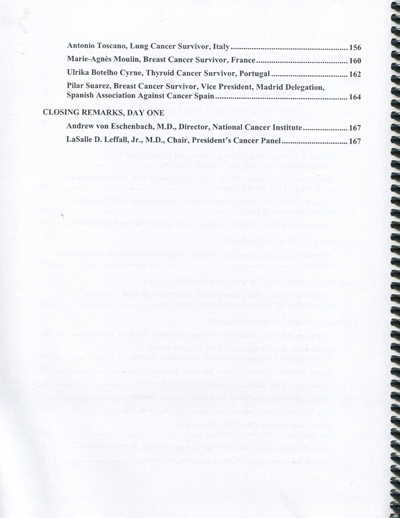 Antonio Toscano, Lung Cancer Survivor, Italy 156
Marie-Agnès Moulin, Breast Cancer Survivor, France 160
Ulrika Botelho Cyrne, Thyroid Cancer Survivor, Portugal 162
Pilar Suarez, Breast Cancer Survivor, Vice President, Madrid Delegation,
Spanish Association Against Cancer Spain 164
CLOSING REMARKS, DAY ONE
Andrew von Eschenbach, M.D., Director, National Cancer Institute 167
LaSalle D. Leffall, Jr., M.D., Chair, President's Cancer Panel 167